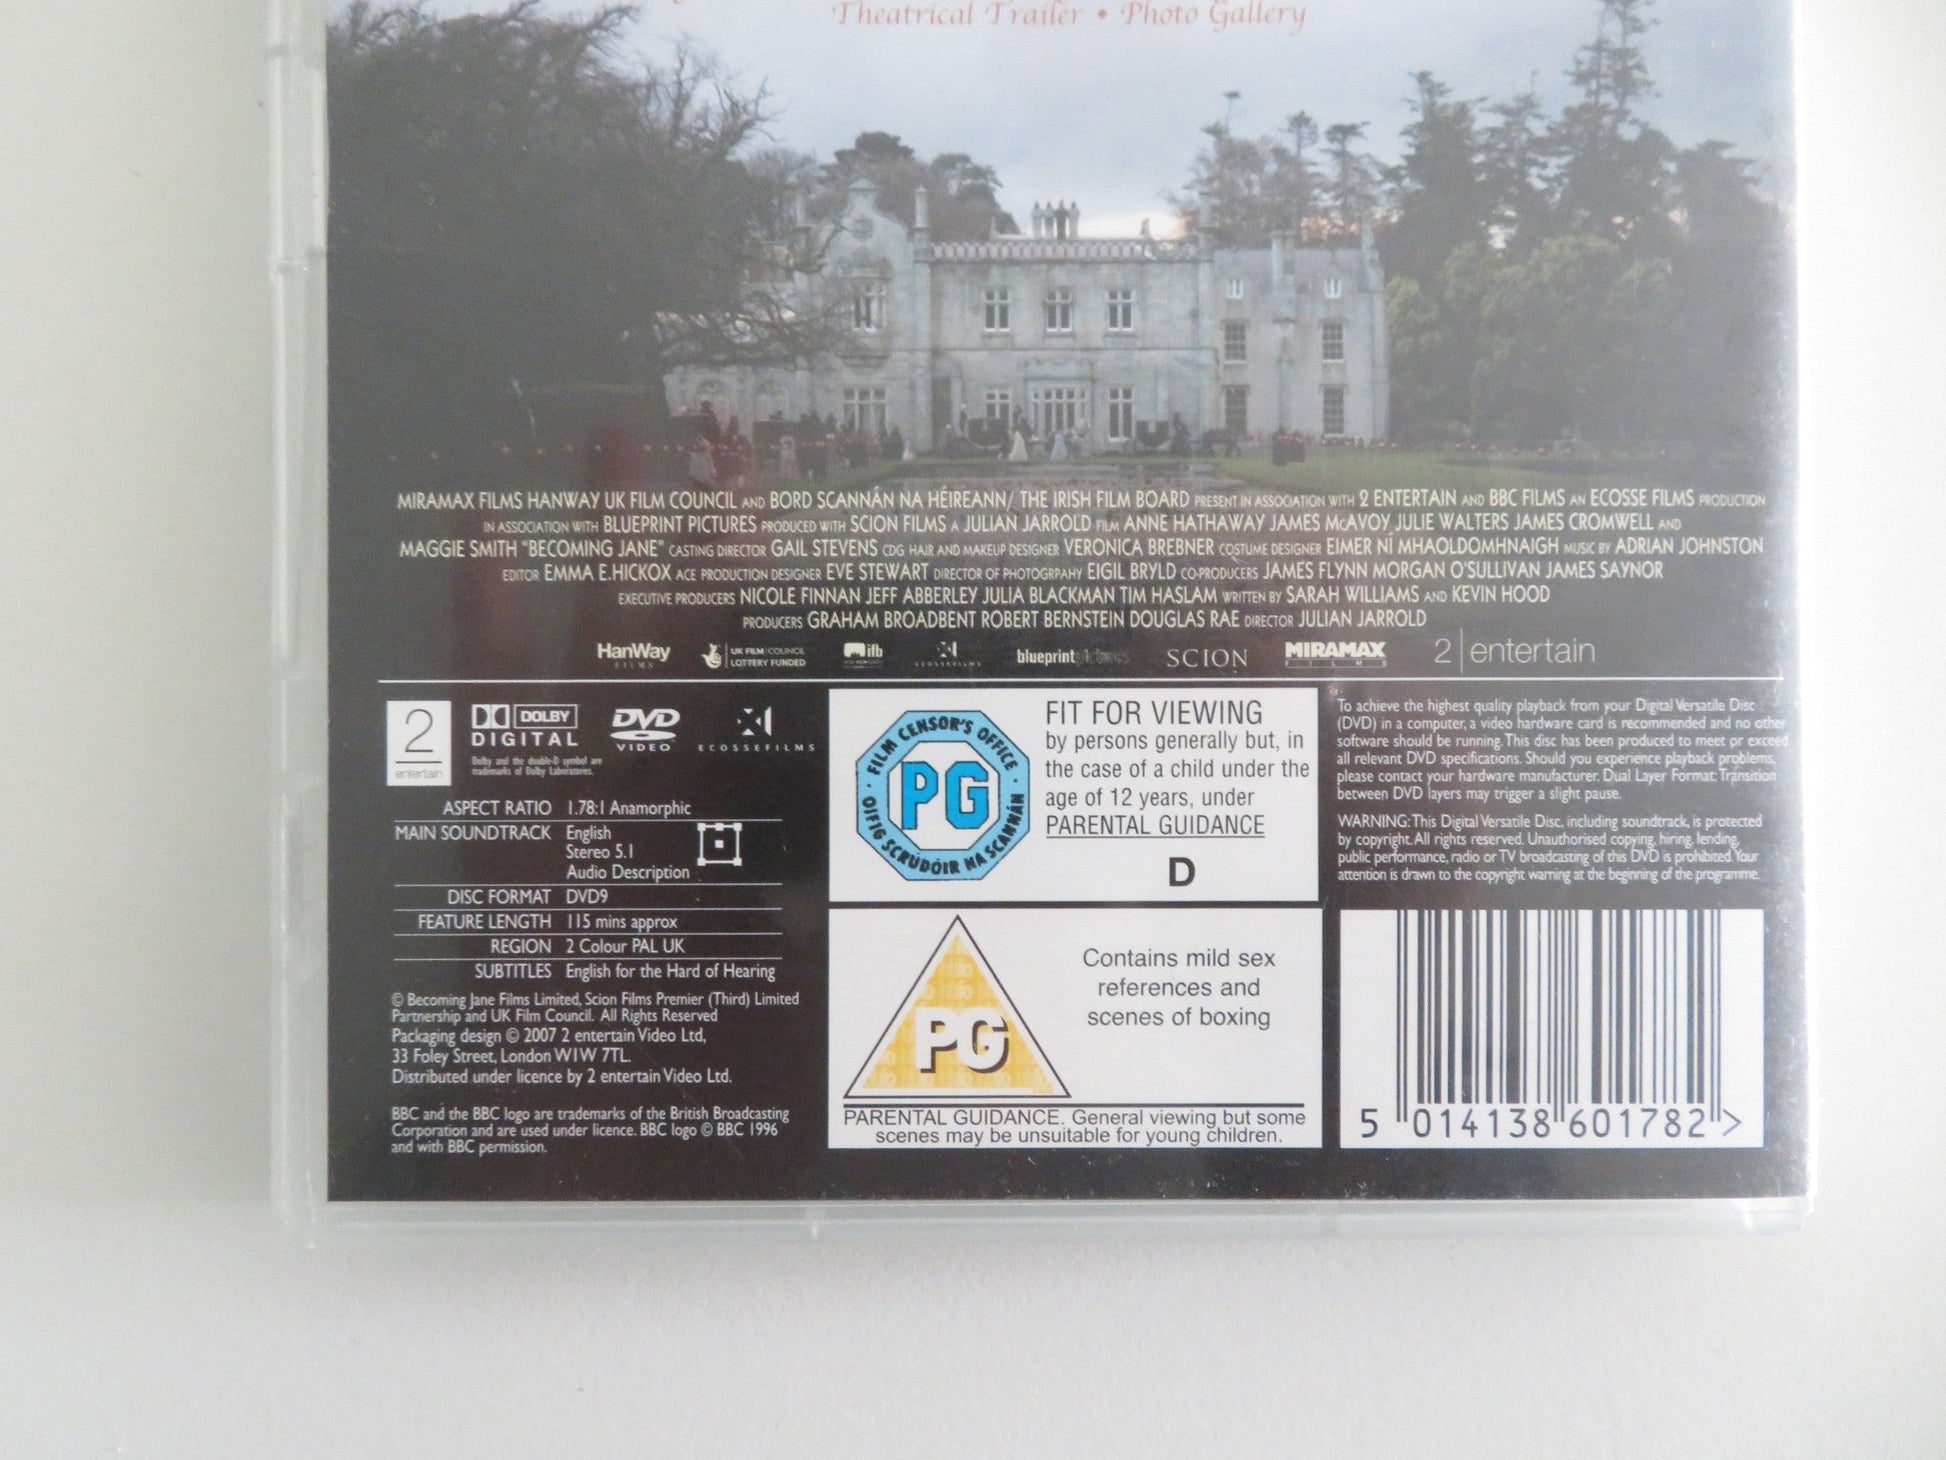 Theatrical Trailer • Photo Gallery
MIRAMAX FILMS HANWAY UK FILM COUNCIL AND BORD SCANNÁN NA HÉIREANN/ THE IRISH FILM BOARD PRESENT IN ASSOCIATION WITH 2 ENTERTAIN AND BBC FILMS AN ECOSSE FILMS PRODUCTION
IN ASSOCIATION WITH BLUEPRINT PICTURES PRODUCED WITH SCION FILMS A JULIAN JARROLD FILM ANNE HATHAWAY JAMES McAVOY JULIE WALTERS JAMES CROMWELL AND
MAGGIE SMITH "BECOMING JANE" CASTING DIRECTOR GAIL STEVENS CDG HAIR AND MAKEUP DESIGNER VERONICA BREBNER COSTUME DESIGNER EIMER NÍ MHAOLDOMHNAIGH MUSIC BY ADRIAN JOHNSTON
EDITOR EMMA E.HICKOX ACE PRODUCTION DESIGNER EVE STEWART DIRECTOR OF PHOTOGRPAHY EIGIL BRYLD CO-PRODUCERS JAMES FLYNN MORGAN O'SULLIVAN JAMES SAYNOR
EXECUTIVE PRODUCERS NICOLE FINNAN JEFF ABBERLEY JULIA BLACKMAN TIM HASLAM WRITTEN BY SARAH WILLIAMS AND KEVIN HOOD
PRODUCERS GRAHAM BROADBENT ROBERT BERNSTEIN DOUGLAS RAE DIRECTOR JULIAN JARROLD
HanWay
FILMS
UK FILM COUNCIL
LOTTERY FUNDED
ifb
ECOSSEFILMS
blueprint pictures
SCION
MIRAMAX
FILMS
2 entertain
2
entertain
DOLBY
DIGITAL
Dolby and the double-D symbol are
trademarks of Dolby Laboratories.
DVD
VIDEO
ECOSSEFILMS
ASPECT RATIO 1.78:1 Anamorphic
MAIN SOUNDTRACK English
Stereo 5.1
Audio Description
DISC FORMAT DVD9
FEATURE LENGTH 115 mins approx
REGION 2 Colour PAL UK
SUBTITLES English for the Hard of Hearing
© Becoming Jane Films Limited, Scion Films Premier (Third) Limited
Partnership and UK Film Council. All Rights Reserved
Packaging design © 2007 2 entertain Video Ltd,
33 Foley Street, London W1W 7TL.
Distributed under licence by 2 entertain Video Ltd.
BBC and the BBC logo are trademarks of the British Broadcasting
Corporation and are used under licence. BBC logo © BBC 1996
and with BBC permission.
FILM CENSOR'S OFFICE
PG
OIFIG SCRÚDÓIR NA SCANNÁN
FIT FOR VIEWING
by persons generally but, in
the case of a child under the
age of 12 years, under
PARENTAL GUIDANCE
D
PG
Contains mild sex
references and
scenes of boxing
PARENTAL GUIDANCE. General viewing but some
scenes may be unsuitable for young children.
To achieve the highest quality playback from your Digital Versatile Disc
(DVD) in a computer, a video hardware card is recommended and no other
software should be running. This disc has been produced to meet or exceed
all relevant DVD specifications. Should you experience playback problems,
please contact your hardware manufacturer. Dual Layer Format: Transition
between DVD layers may trigger a slight pause.
WARNING: This Digital Versatile Disc, including soundtrack, is protected
by copyright. All rights reserved. Unauthorised copying, hiring, lending,
public performance, radio or TV broadcasting of this DVD is prohibited. Your
attention is drawn to the copyright warning at the beginning of the programme.
5 014138 601782 >